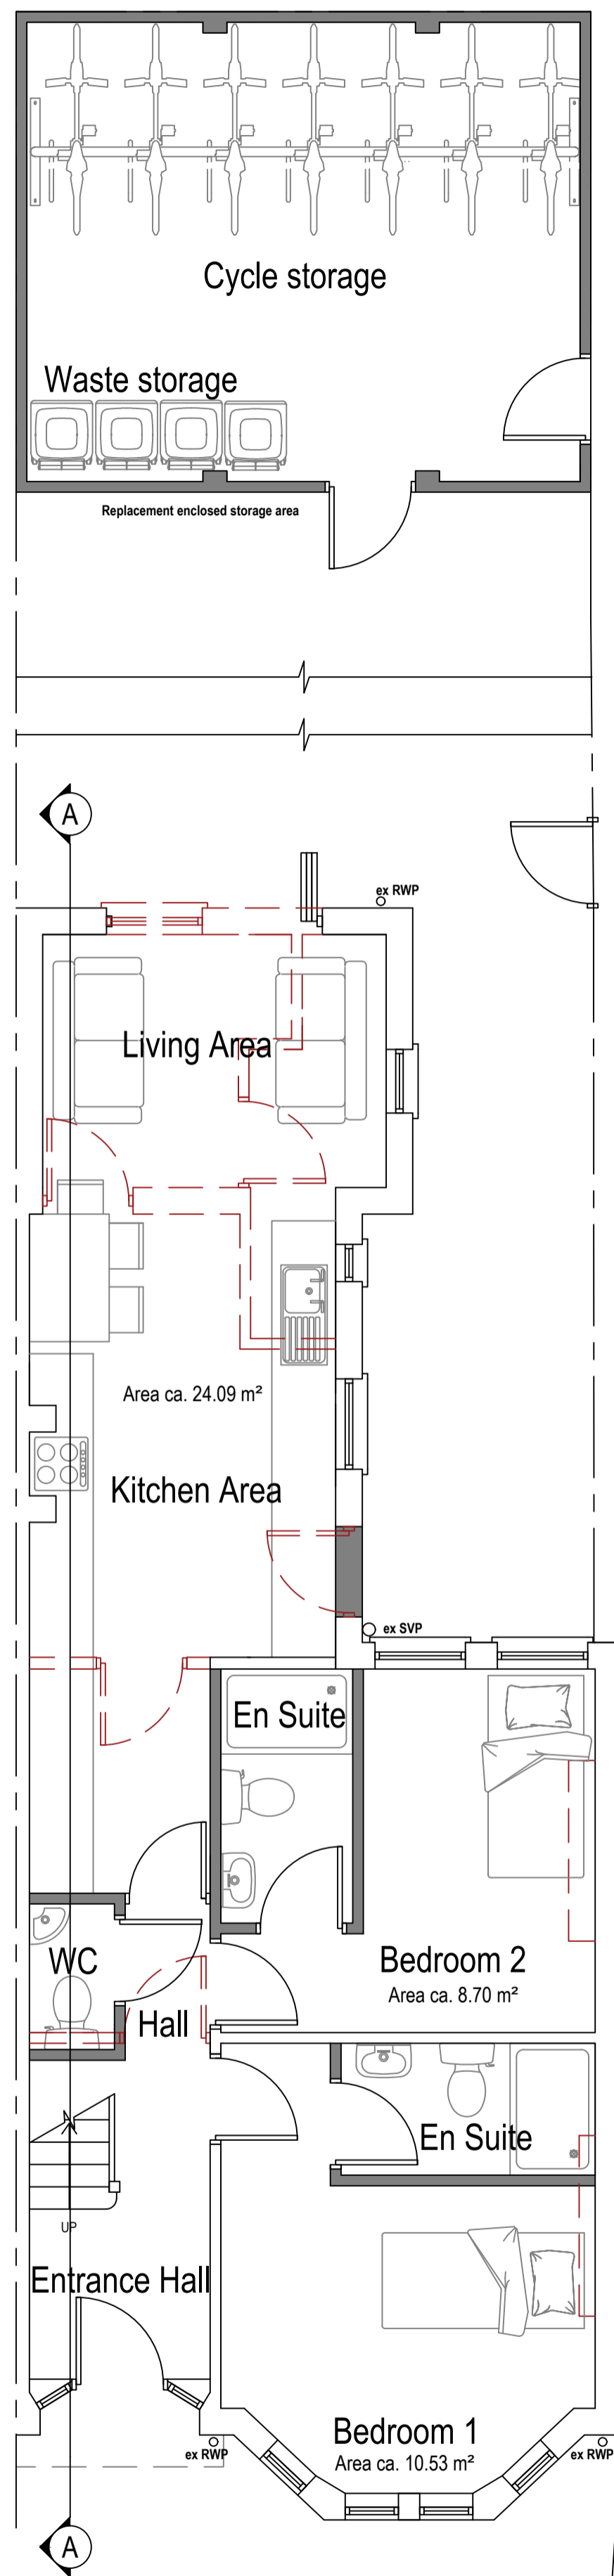 Cycle storage
Waste storage
Replacement enclosed storage area
A
ex RWP
Living Area
Area ca. 24.09 m²
Kitchen Area
ex SVP
En Suite
Bedroom 2
Area ca. 8.70 m²
WC
Hall
En Suite
UP
Entrance Hall
Bedroom 1
Area ca. 10.53 m²
ex RWP
ex RWP
A